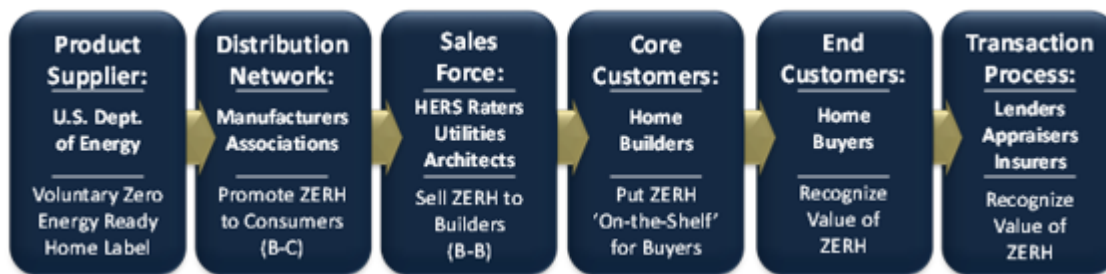 Product
Supplier:
U.S. Dept.
of Energy
Voluntary Zero
Energy Ready
Home Label
Distribution
Network:
Manufacturers
Associations
Promote ZERH
to Consumers
(B-C)
Sales
Force:
HERS Raters
Utilities
Architects
Sell ZERH to
Builders
(B-B)
Core
Customers:
Home
Builders
Put ZERH
'On-the-Shelf'
for Buyers
End
Customers:
Home
Buyers
Recognize
Value of
ZERH
Transaction
Process:
Lenders
Appraisers
Insurers
Recognize
Value of
ZERH